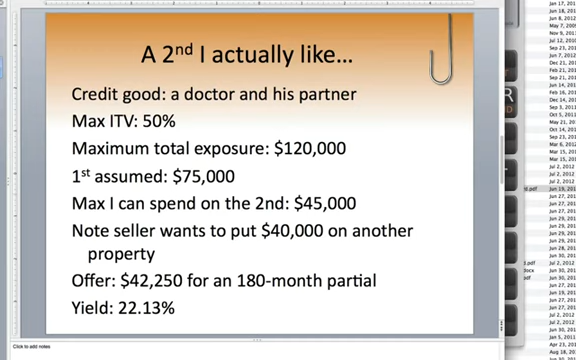 A 2nd I actually like...
Credit good: a doctor and his partner
Max ITV: 50%
Maximum total exposure: $120,000
1st assumed: $75,000
Max I can spend on the 2nd: $45,000
Note seller wants to put $40,000 on another
property
Offer: $42,250 for an 180-month partial
Yield: 22.13%
Click to add notes